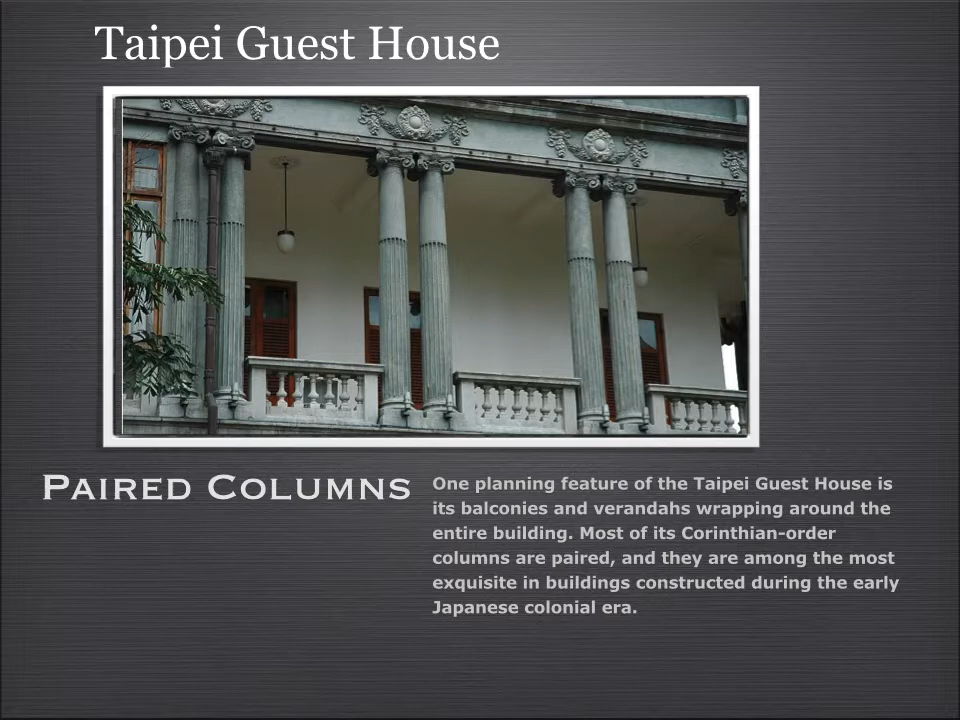 Taipei Guest House
Paired Columns
One planning feature of the Taipei Guest House is
its balconies and verandahs wrapping around the
entire building. Most of its Corinthian-order
columns are paired, and they are among the most
exquisite in buildings constructed during the early
Japanese colonial era.